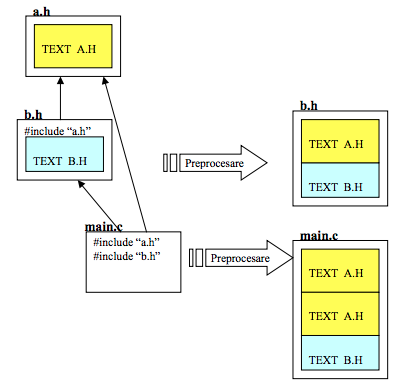 a.h
TEXT A.H
b.h
#include “a.h”
TEXT B.H
Preprocesare
b.h
TEXT A.H
TEXT B.H
main.c
#include “a.h”
#include “b.h”
Preprocesare
main.c
TEXT A.H
TEXT A.H
TEXT B.H